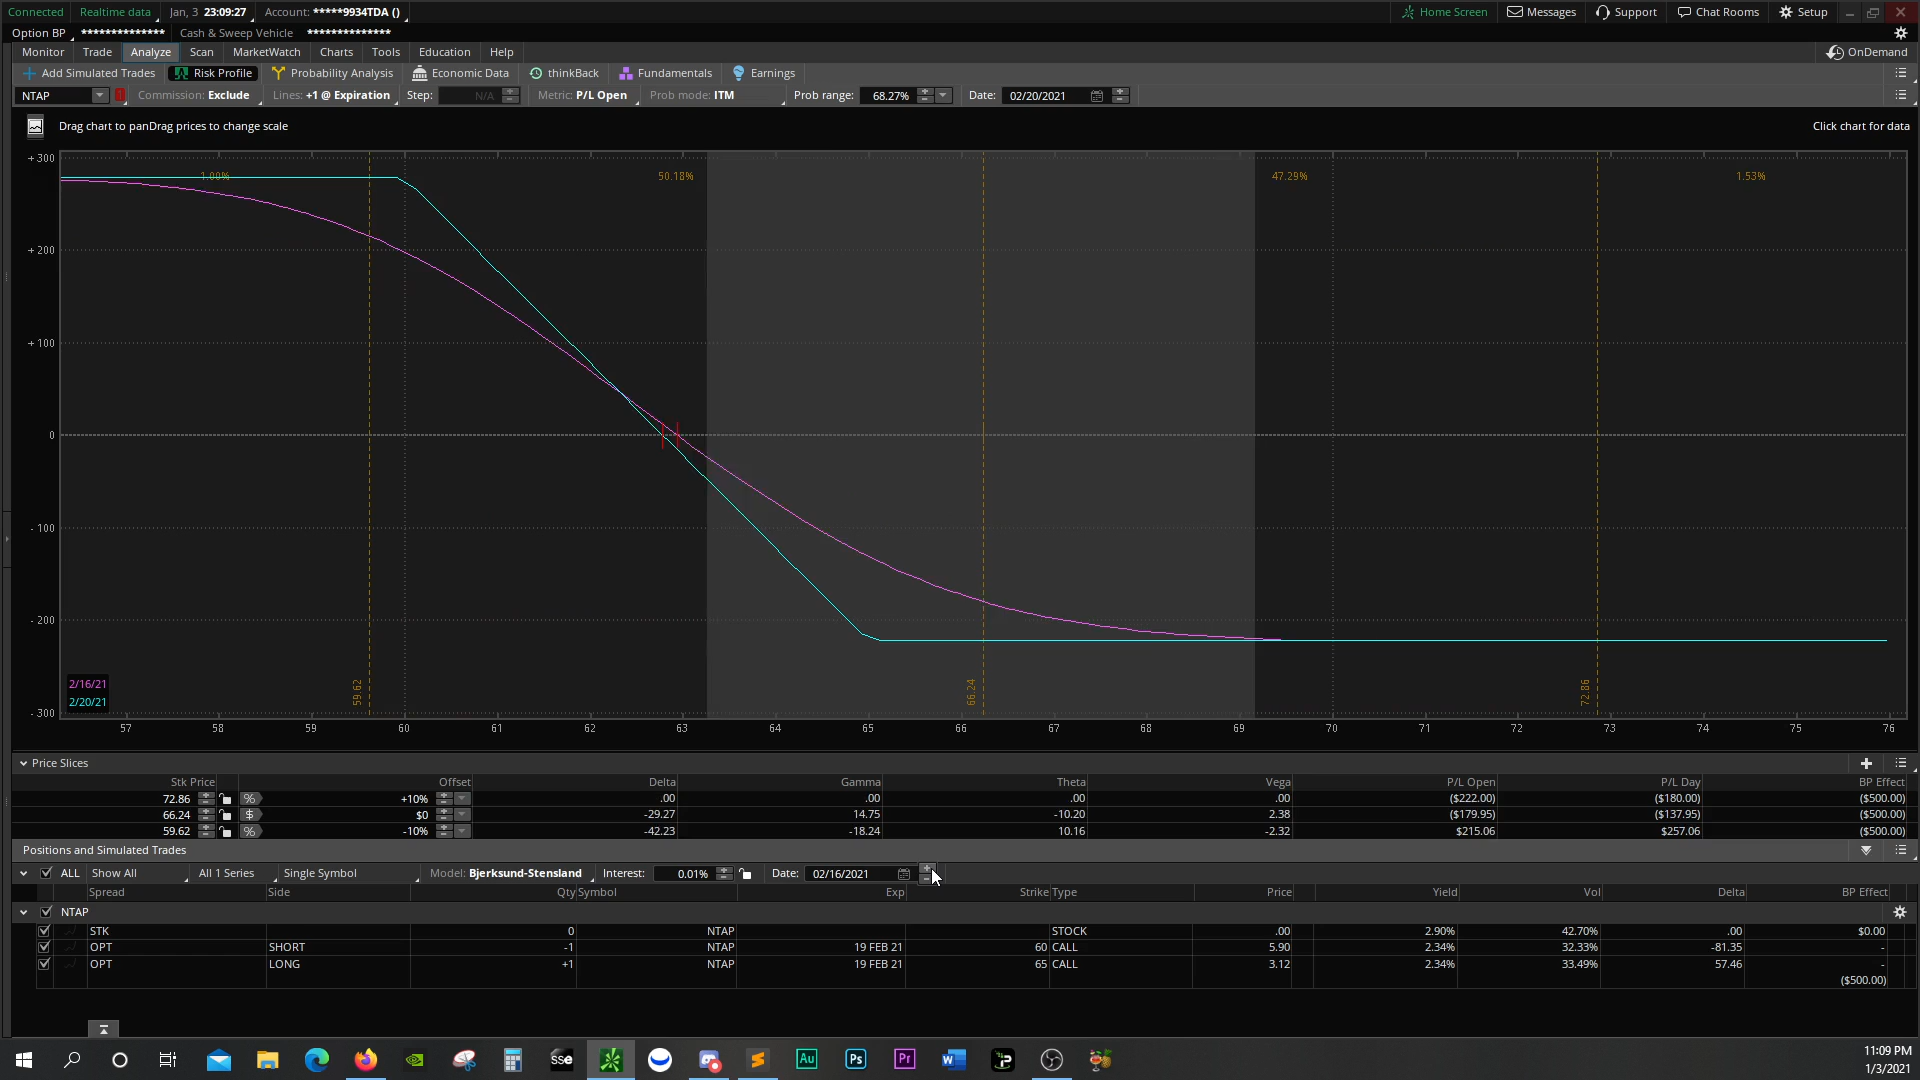 Connected Realtime data Jan, 3 23:09:27 Account: *****9934TDA () Home Screen Messages Support Chat Rooms Setup
Option BP ************** Cash & Sweep Vehicle **************
Monitor Trade Analyze Scan MarketWatch Charts Tools Education Help OnDemand
Add Simulated Trades Risk Profile Probability Analysis Economic Data thinkBack Fundamentals Earnings
NTAP Commission: Exclude Lines: +1 @ Expiration Step: N/A Metric: P/L Open Prob mode: ITM Prob range: 68.27% Date: 02/20/2021
Drag chart to panDrag prices to change scale Click chart for data
+300
1.00% 50.18% 47.29% 1.53%
+200
+100
0
-100
-200
2/16/21
2/20/21
59.62 66.24 72.86
-300
57 58 59 60 61 62 63 64 65 66 67 68 69 70 71 72 73 74 75 76
Price Slices
Stk Price Offset Delta Gamma Theta Vega P/L Open P/L Day BP Effect
72.86 % +10% .00 .00 .00 .00 ($222.00) ($180.00) ($500.00)
66.24 $ $0 -29.27 14.75 -10.20 2.38 ($179.95) ($137.95) ($500.00)
59.62 % -10% -42.23 -18.24 10.16 -2.32 $215.06 $257.06 ($500.00)
Positions and Simulated Trades
ALL Show All All 1 Series Single Symbol Model: Bjerksund-Stensland Interest: 0.01% Date: 02/16/2021
Spread Side Qty Symbol Exp Strike Type Price Yield Vol Delta BP Effect
NTAP
STK 0 NTAP STOCK .00 2.90% 42.70% .00 $0.00
OPT SHORT -1 NTAP 19 FEB 21 60 CALL 5.90 2.34% 32.33% -81.35 -
OPT LONG +1 NTAP 19 FEB 21 65 CALL 3.12 2.34% 33.49% 57.46 -
($500.00)
sse Au Ps Pr W
11:09 PM
1/3/2021